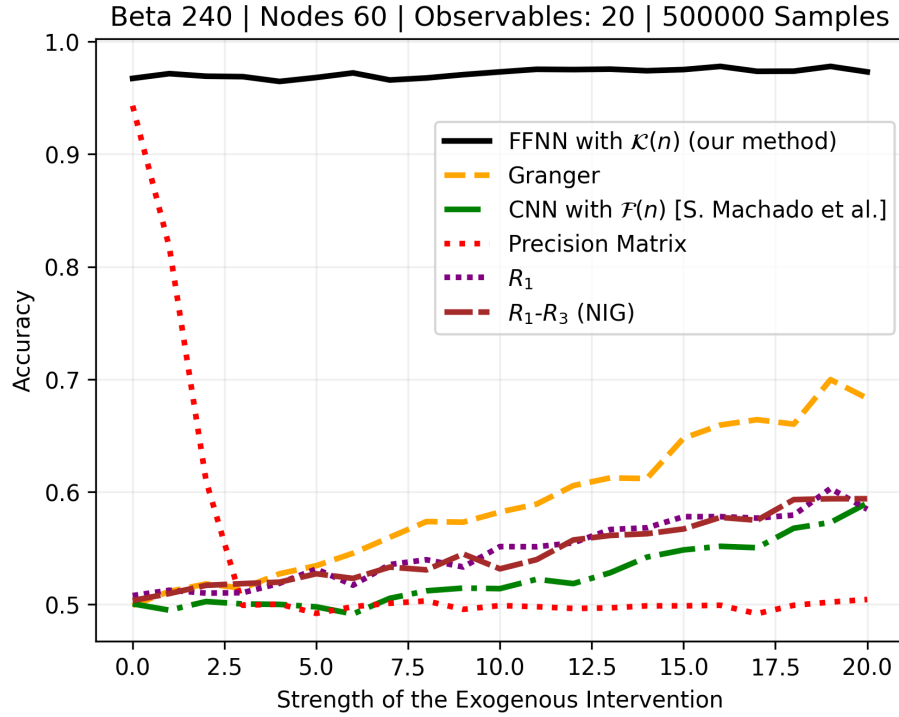 Beta 240 | Nodes 60 | Observables: 20 | 500000 Samples
1.0
0.9
0.8
0.7
0.6
0.5
Accuracy
FFNN with 𝒦(n) (our method)
Granger
CNN with ℱ(n) [S. Machado et al.]
Precision Matrix
R₁
R₁-R₃ (NIG)
0.0 2.5 5.0 7.5 10.0 12.5 15.0 17.5 20.0
Strength of the Exogenous Intervention